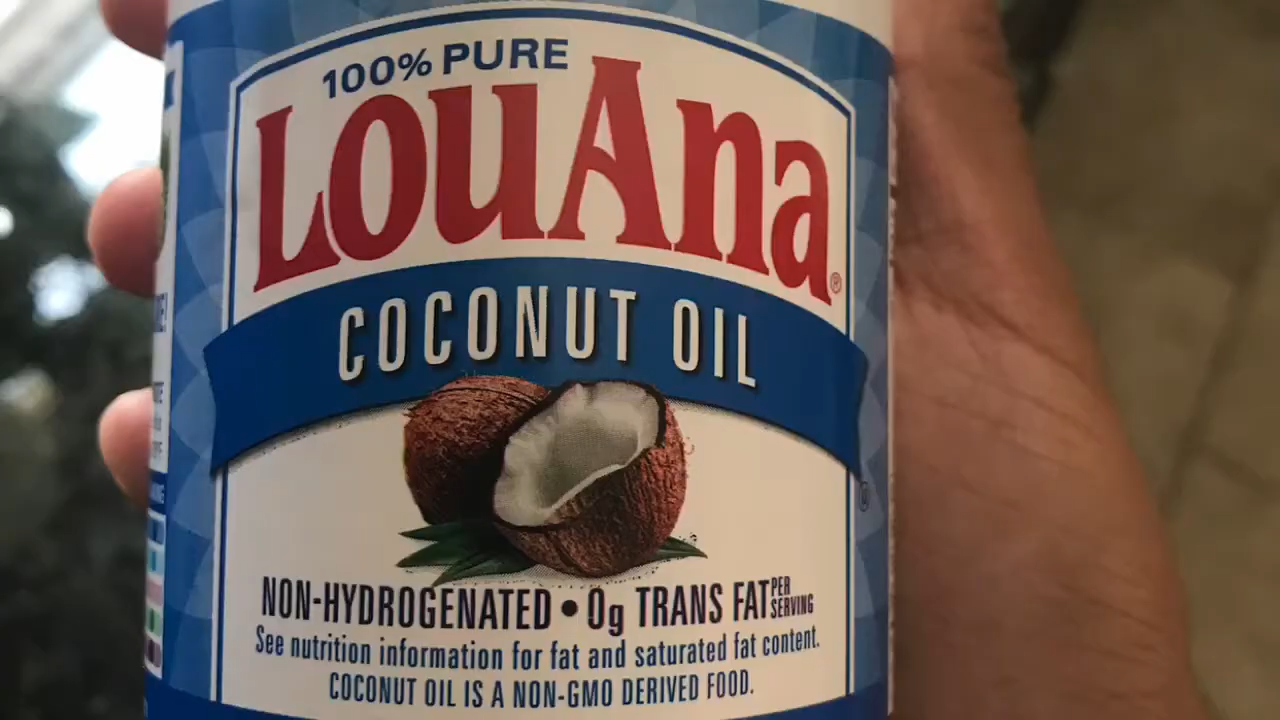 100% PURE
LouAna®
COCONUT OIL
NON-HYDROGENATED • 0g TRANS FAT PER SERVING
See nutrition information for fat and saturated fat content.
COCONUT OIL IS A NON-GMO DERIVED FOOD.